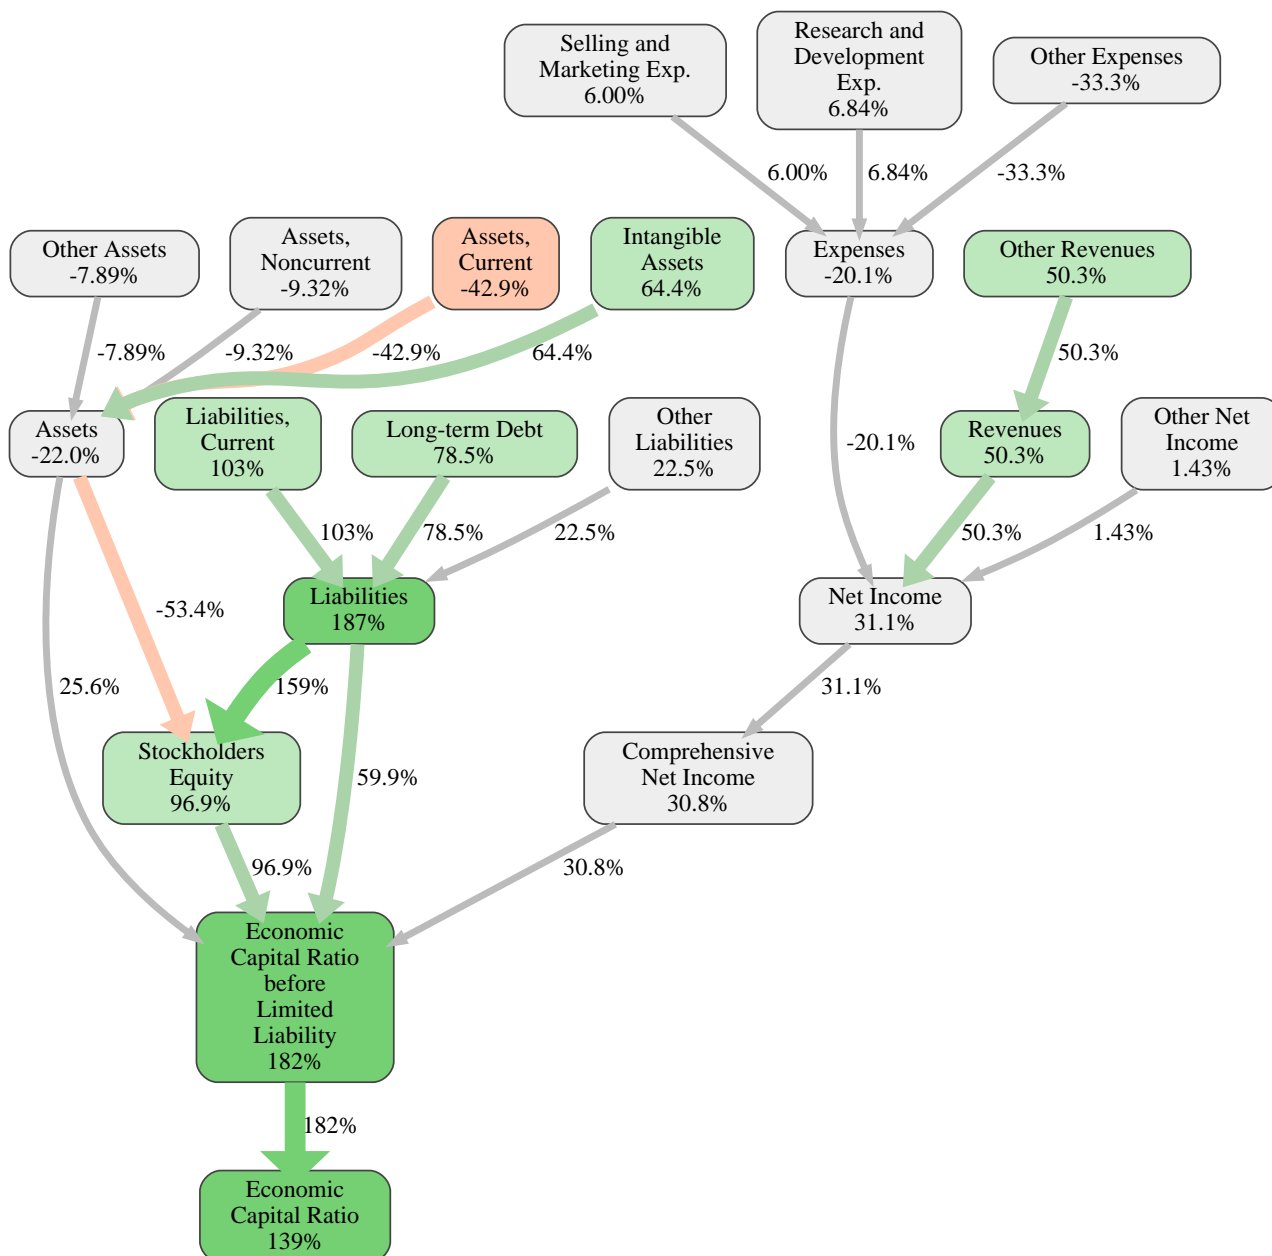 Selling and
Marketing Exp.
6.00%
Research and
Development
Exp.
6.84%
Other Expenses
-33.3%
6.00%
6.84%
-33.3%
Other Assets
-7.89%
Assets,
Noncurrent
-9.32%
Assets,
Current
-42.9%
Intangible
Assets
64.4%
Expenses
-20.1%
Other Revenues
50.3%
-7.89%
-9.32%
-42.9%
64.4%
50.3%
Assets
-22.0%
Liabilities,
Current
103%
Long-term Debt
78.5%
Other
Liabilities
22.5%
-20.1%
Revenues
50.3%
Other Net
Income
1.43%
103%
78.5%
22.5%
50.3%
1.43%
-53.4%
Liabilities
187%
Net Income
31.1%
25.6%
159%
31.1%
Stockholders
Equity
96.9%
59.9%
Comprehensive
Net Income
30.8%
96.9%
30.8%
Economic
Capital Ratio
before
Limited
Liability
182%
182%
Economic
Capital Ratio
139%